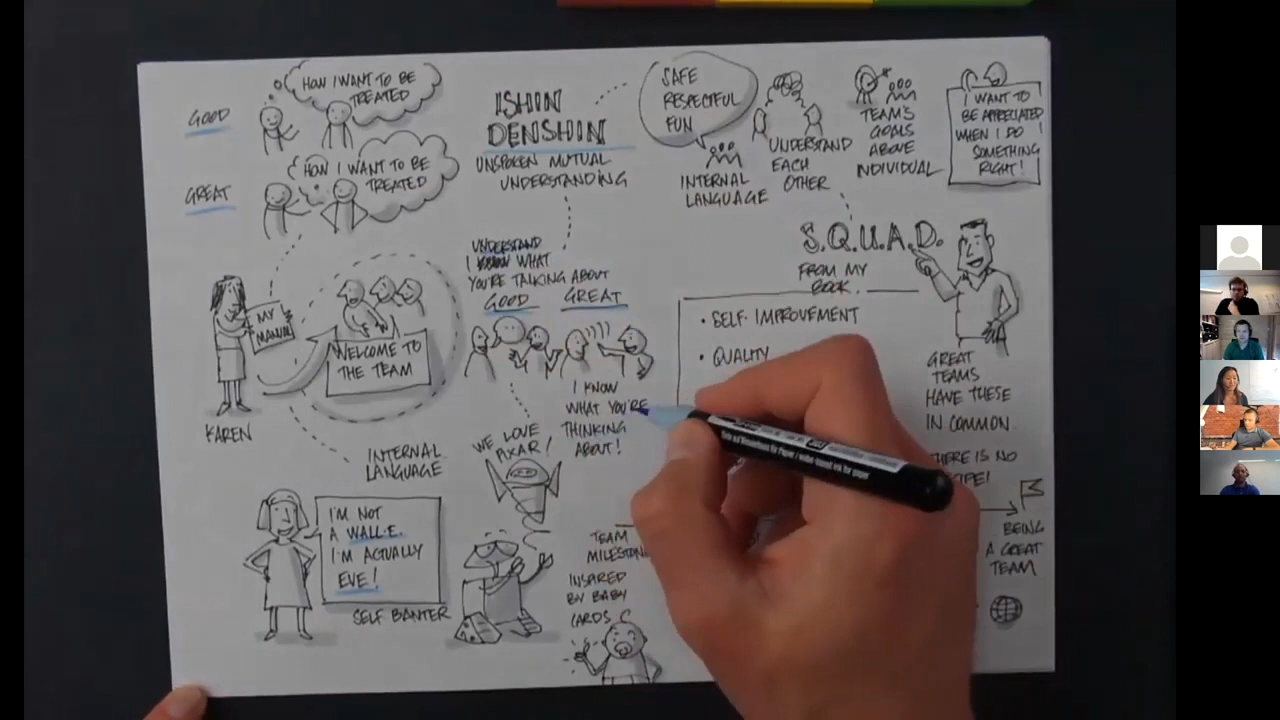 GOOD
HOW I WANT TO BE
TREATED
GREAT
HOW I WANT TO BE
TREATED
ISHIN
DENSHIN
UNSPOKEN MUTUAL
UNDERSTANDING
SAFE
RESPECTFUL
FUN
INTERNAL
LANGUAGE
UNDERSTAND
EACH
OTHER
TEAM'S
GOALS
ABOVE
INDIVIDUAL
I WANT TO
BE APPRECIATED
WHEN I DO
SOMETHING
RIGHT!
MY
WELCOME TO
THE TEAM
KAREN
INTERNAL
LANGUAGE
UNDERSTAND
I KNOW WHAT
YOU'RE TALKING ABOUT
GOOD GREAT
I KNOW
WHAT YOU'RE
THINKING
ABOUT!
WE LOVE
PIXAR!
I'M NOT
A WALL·E.
I'M ACTUALLY
EVE!
SELF BANTER
S.Q.U.A.D.
FROM MY
BOOK.
• SELF-IMPROVEMENT
• QUALITY
GREAT
TEAMS
HAVE THESE
IN COMMON.
IS NO
BEING
A GREAT
TEAM
TEAM
INSPIRED
BY BABY
CARDS